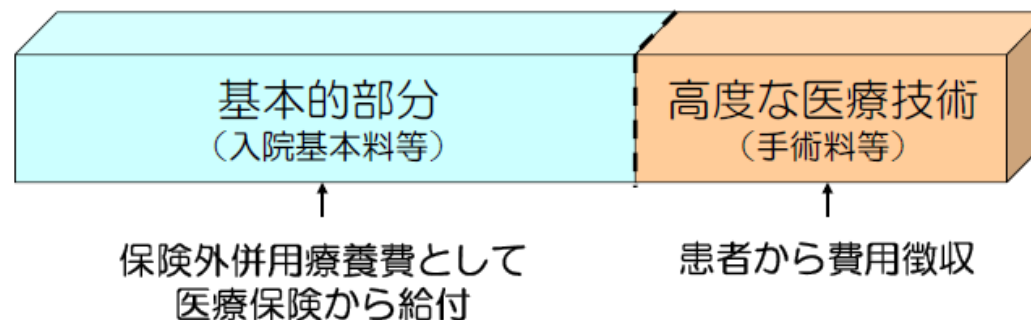 基本的部分
（入院基本料等）
高度な医療技術
（手術料等）
保険外併用療養費として
医療保険から給付
患者から費用徴収